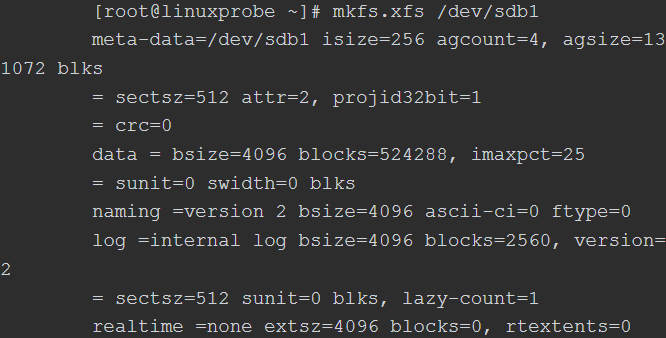 [root@linuxprobe ~]# mkfs.xfs /dev/sdb1
meta-data=/dev/sdb1 isize=256 agcount=4, agsize=13
1072 blks
= sectsz=512 attr=2, projid32bit=1
= crc=0
data = bsize=4096 blocks=524288, imaxpct=25
= sunit=0 swidth=0 blks
naming =version 2 bsize=4096 ascii-ci=0 ftype=0
log =internal log bsize=4096 blocks=2560, version=
2
= sectsz=512 sunit=0 blks, lazy-count=1
realtime =none extsz=4096 blocks=0, rtextents=0